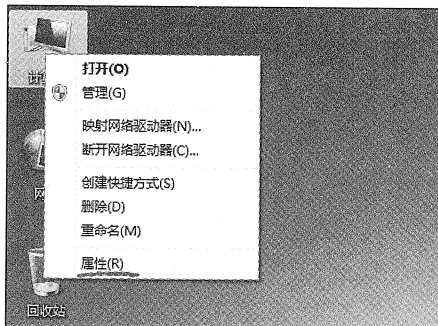 打开(O)
管理(G)
映射网络驱动器(N)...
断开网络驱动器(C)...
创建快捷方式(S)
删除(D)
重命名(M)
属性(R)
回收站